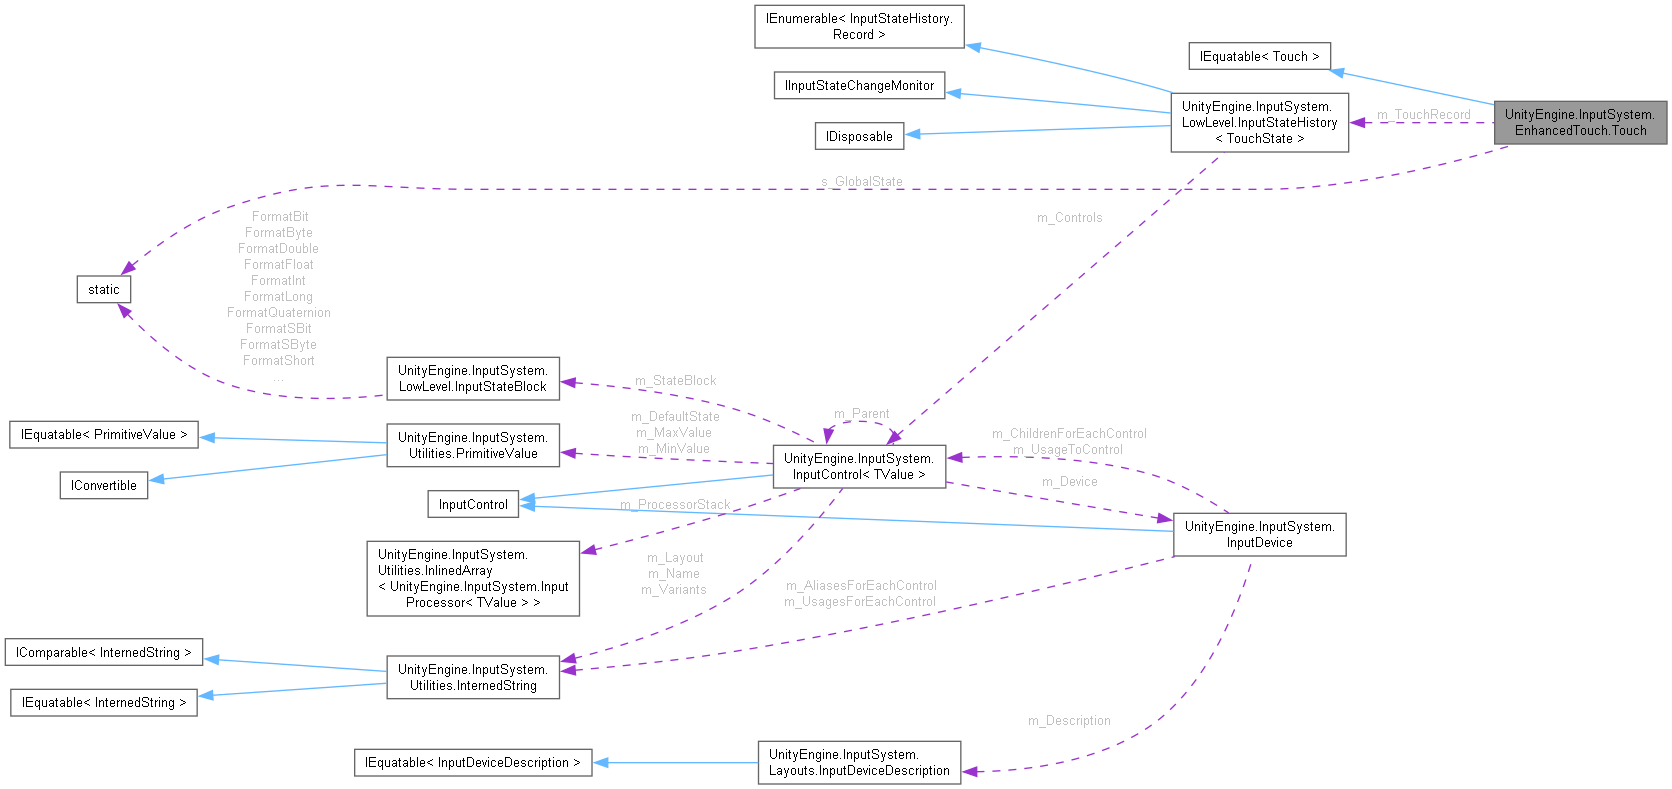 IEnumerable< InputStateHistory.
Record >
IEquatable< Touch >
IInputStateChangeMonitor
UnityEngine.InputSystem.
LowLevel.InputStateHistory
< TouchState >
m_TouchRecord
UnityEngine.InputSystem.
EnhancedTouch.Touch
IDisposable
s_GlobalState
m_Controls
FormatBit
FormatByte
FormatDouble
FormatFloat
FormatInt
FormatLong
FormatQuaternion
FormatSBit
FormatSByte
FormatShort
...
static
UnityEngine.InputSystem.
LowLevel.InputStateBlock
m_StateBlock
IEquatable< PrimitiveValue >
UnityEngine.InputSystem.
Utilities.PrimitiveValue
m_DefaultState
m_MaxValue
m_MinValue
m_Parent
m_ChildrenForEachControl
m_UsageToControl
IConvertible
UnityEngine.InputSystem.
InputControl< TValue >
m_Device
InputControl
m_ProcessorStack
UnityEngine.InputSystem.
InputDevice
UnityEngine.InputSystem.
Utilities.InlinedArray
< UnityEngine.InputSystem.Input
Processor< TValue > >
m_Layout
m_Name
m_Variants
m_AliasesForEachControl
m_UsagesForEachControl
IComparable< InternedString >
UnityEngine.InputSystem.
Utilities.InternedString
IEquatable< InternedString >
m_Description
IEquatable< InputDeviceDescription >
UnityEngine.InputSystem.
Layouts.InputDeviceDescription